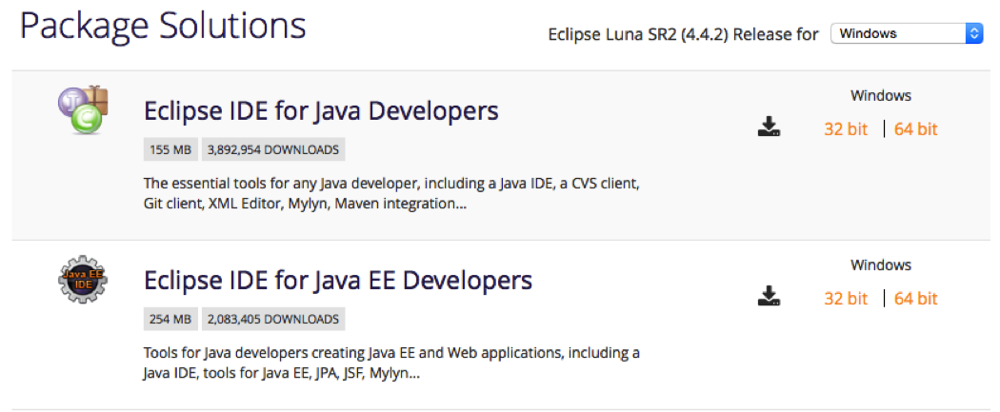 Package Solutions
Eclipse Luna SR2 (4.4.2) Release for Windows
Eclipse IDE for Java Developers
155 MB 3,892,954 DOWNLOADS
The essential tools for any Java developer, including a Java IDE, a CVS client,
Git client, XML Editor, Mylyn, Maven integration...
Windows
32 bit | 64 bit
Java EE
IDE
Eclipse IDE for Java EE Developers
254 MB 2,083,405 DOWNLOADS
Tools for Java developers creating Java EE and Web applications, including a
Java IDE, tools for Java EE, JPA, JSF, Mylyn...
Windows
32 bit | 64 bit